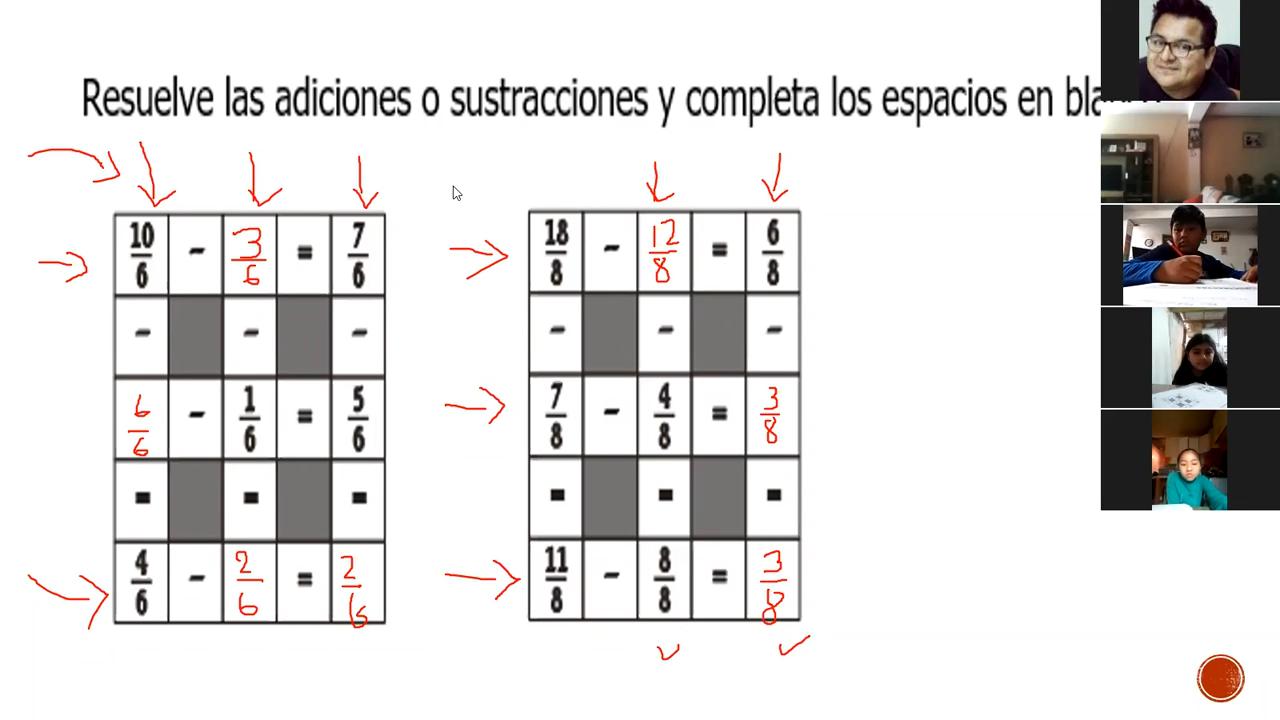 Resuelve las adiciones o sustracciones y completa los espacios en
10/6 - 3/6 = 7/6
- - -
6/6 - 1/6 = 5/6
= = =
4/6 - 2/6 = 2/6
18/8 - 12/8 = 6/8
- - -
7/8 - 4/8 = 3/8
= = =
11/8 - 8/8 = 3/8